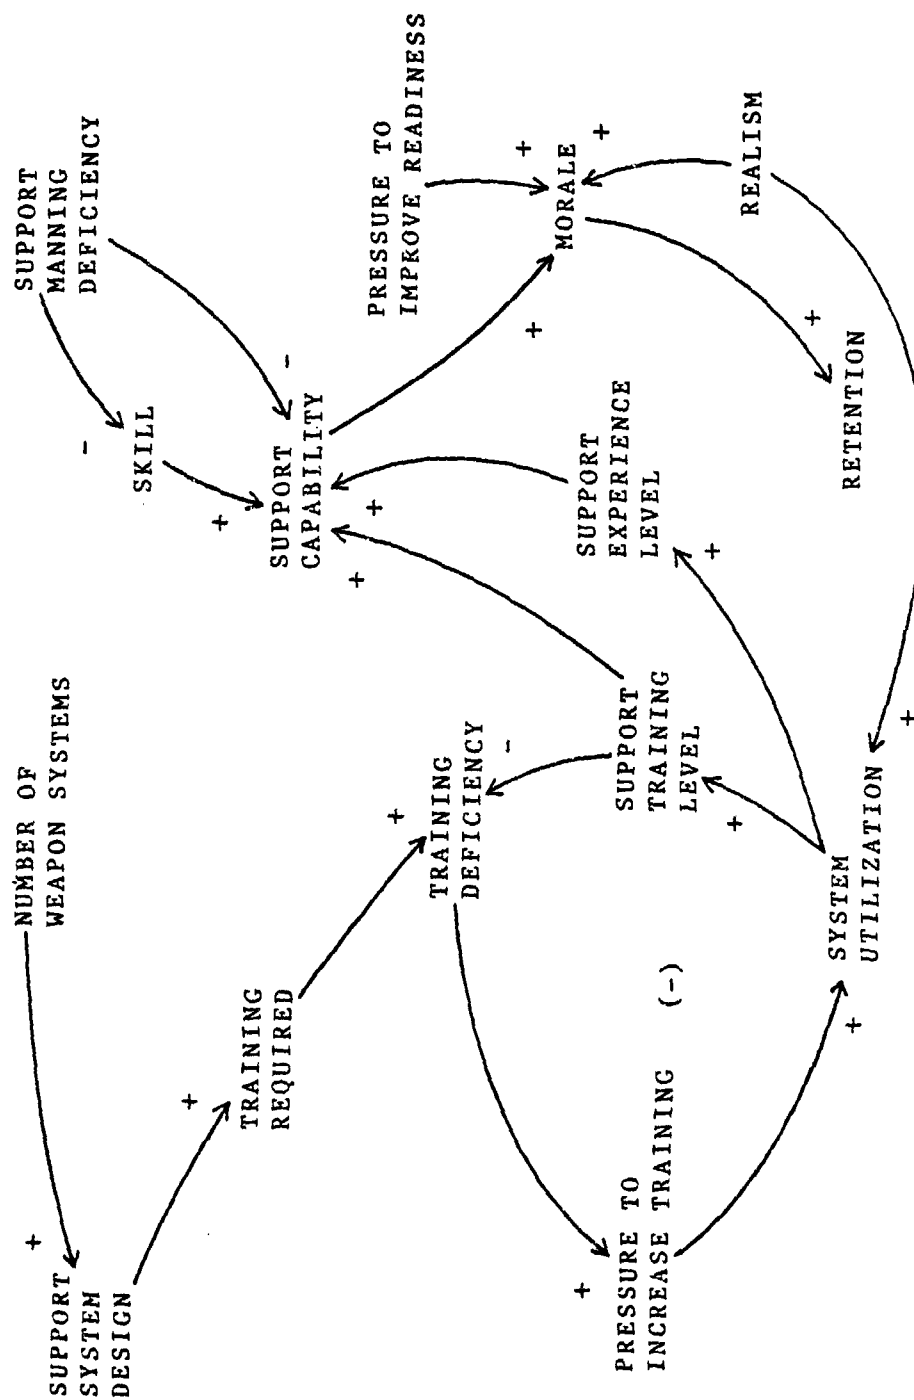 +
SUPPORT
SYSTEM
DESIGN
NUMBER OF
WEAPON SYSTEMS
SUPPORT
MANNING
DEFICIENCY
-
SKILL
+
TRAINING
REQUIRED
+
SUPPORT
CAPABILITY
-
+
+
PRESSURE TO
IMPROVE READINESS
+
TRAINING
DEFICIENCY
-
+
+
MORALE
+
+
PRESSURE TO
INCREASE TRAINING
(-)
SUPPORT
TRAINING
LEVEL
+
SUPPORT
EXPERIENCE
LEVEL
+
REALISM
+
SYSTEM
UTILIZATION
+
+
RETENTION